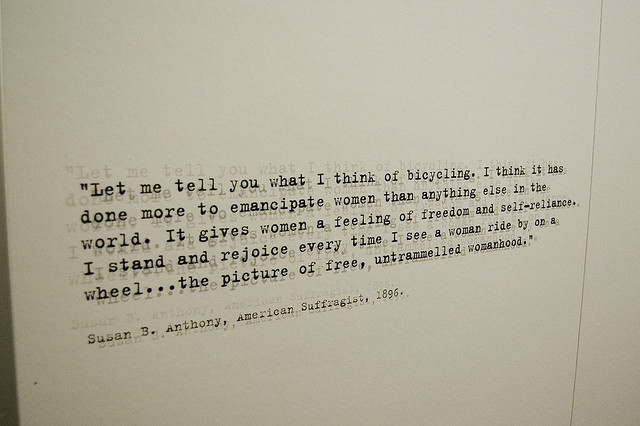 "Let me tell you what I think of bicycling. I think it has
done more to emancipate women than anything else in the
world. It gives women a feeling of freedom and self-reliance.
I stand and rejoice every time I see a woman ride by on a
wheel...the picture of free, untrammelled womanhood."
Susan B. Anthony, American Suffragist, 1896.